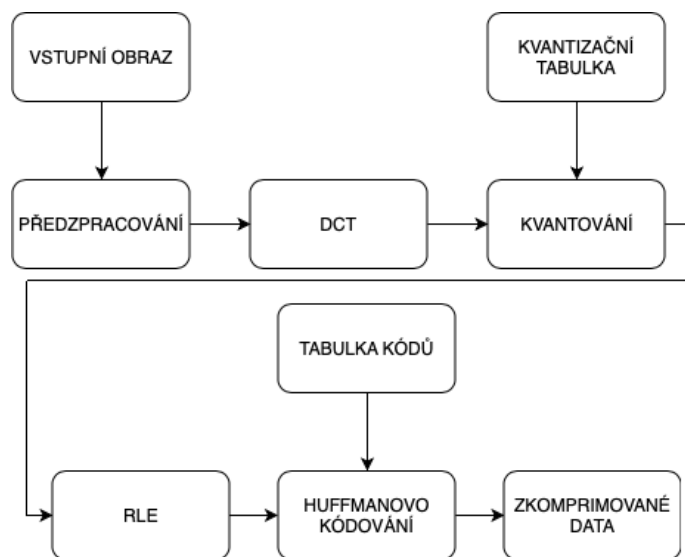 VSTUPNÍ OBRAZ
KVANTIZAČNÍ
TABULKA
PŘEDZPRACOVÁNÍ
DCT
KVANTOVÁNÍ
TABULKA KÓDŮ
RLE
HUFFMANOVO
KÓDOVÁNÍ
ZKOMPRIMOVANÉ
DATA